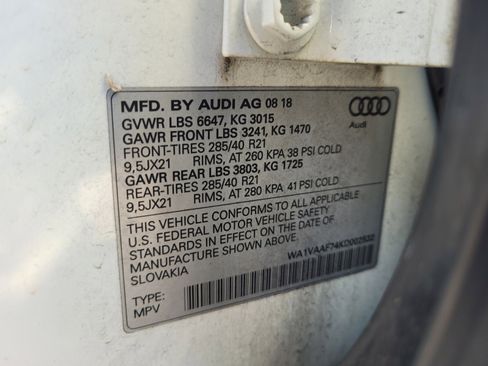 MFD. BY AUDI AG 08 18
GVWR LBS 6647, KG 3015
GAWR FRONT LBS 3241, KG 1470
FRONT-TIRES 285/40 R21
9,5JX21 RIMS, AT 260 KPA 38 PSI COLD
GAWR REAR LBS 3803, KG 1725
REAR-TIRES 285/40 R21
9,5JX21 RIMS, AT 280 KPA 41 PSI COLD
THIS VEHICLE CONFORMS TO ALL APPLICABLE
U.S. FEDERAL MOTOR VEHICLE SAFETY
STANDARDS IN EFFECT ON THE DATE OF
MANUFACTURE SHOWN ABOVE.
SLOVAKIA
WA1VAAF74KD002532
TYPE:
MPV
Audi